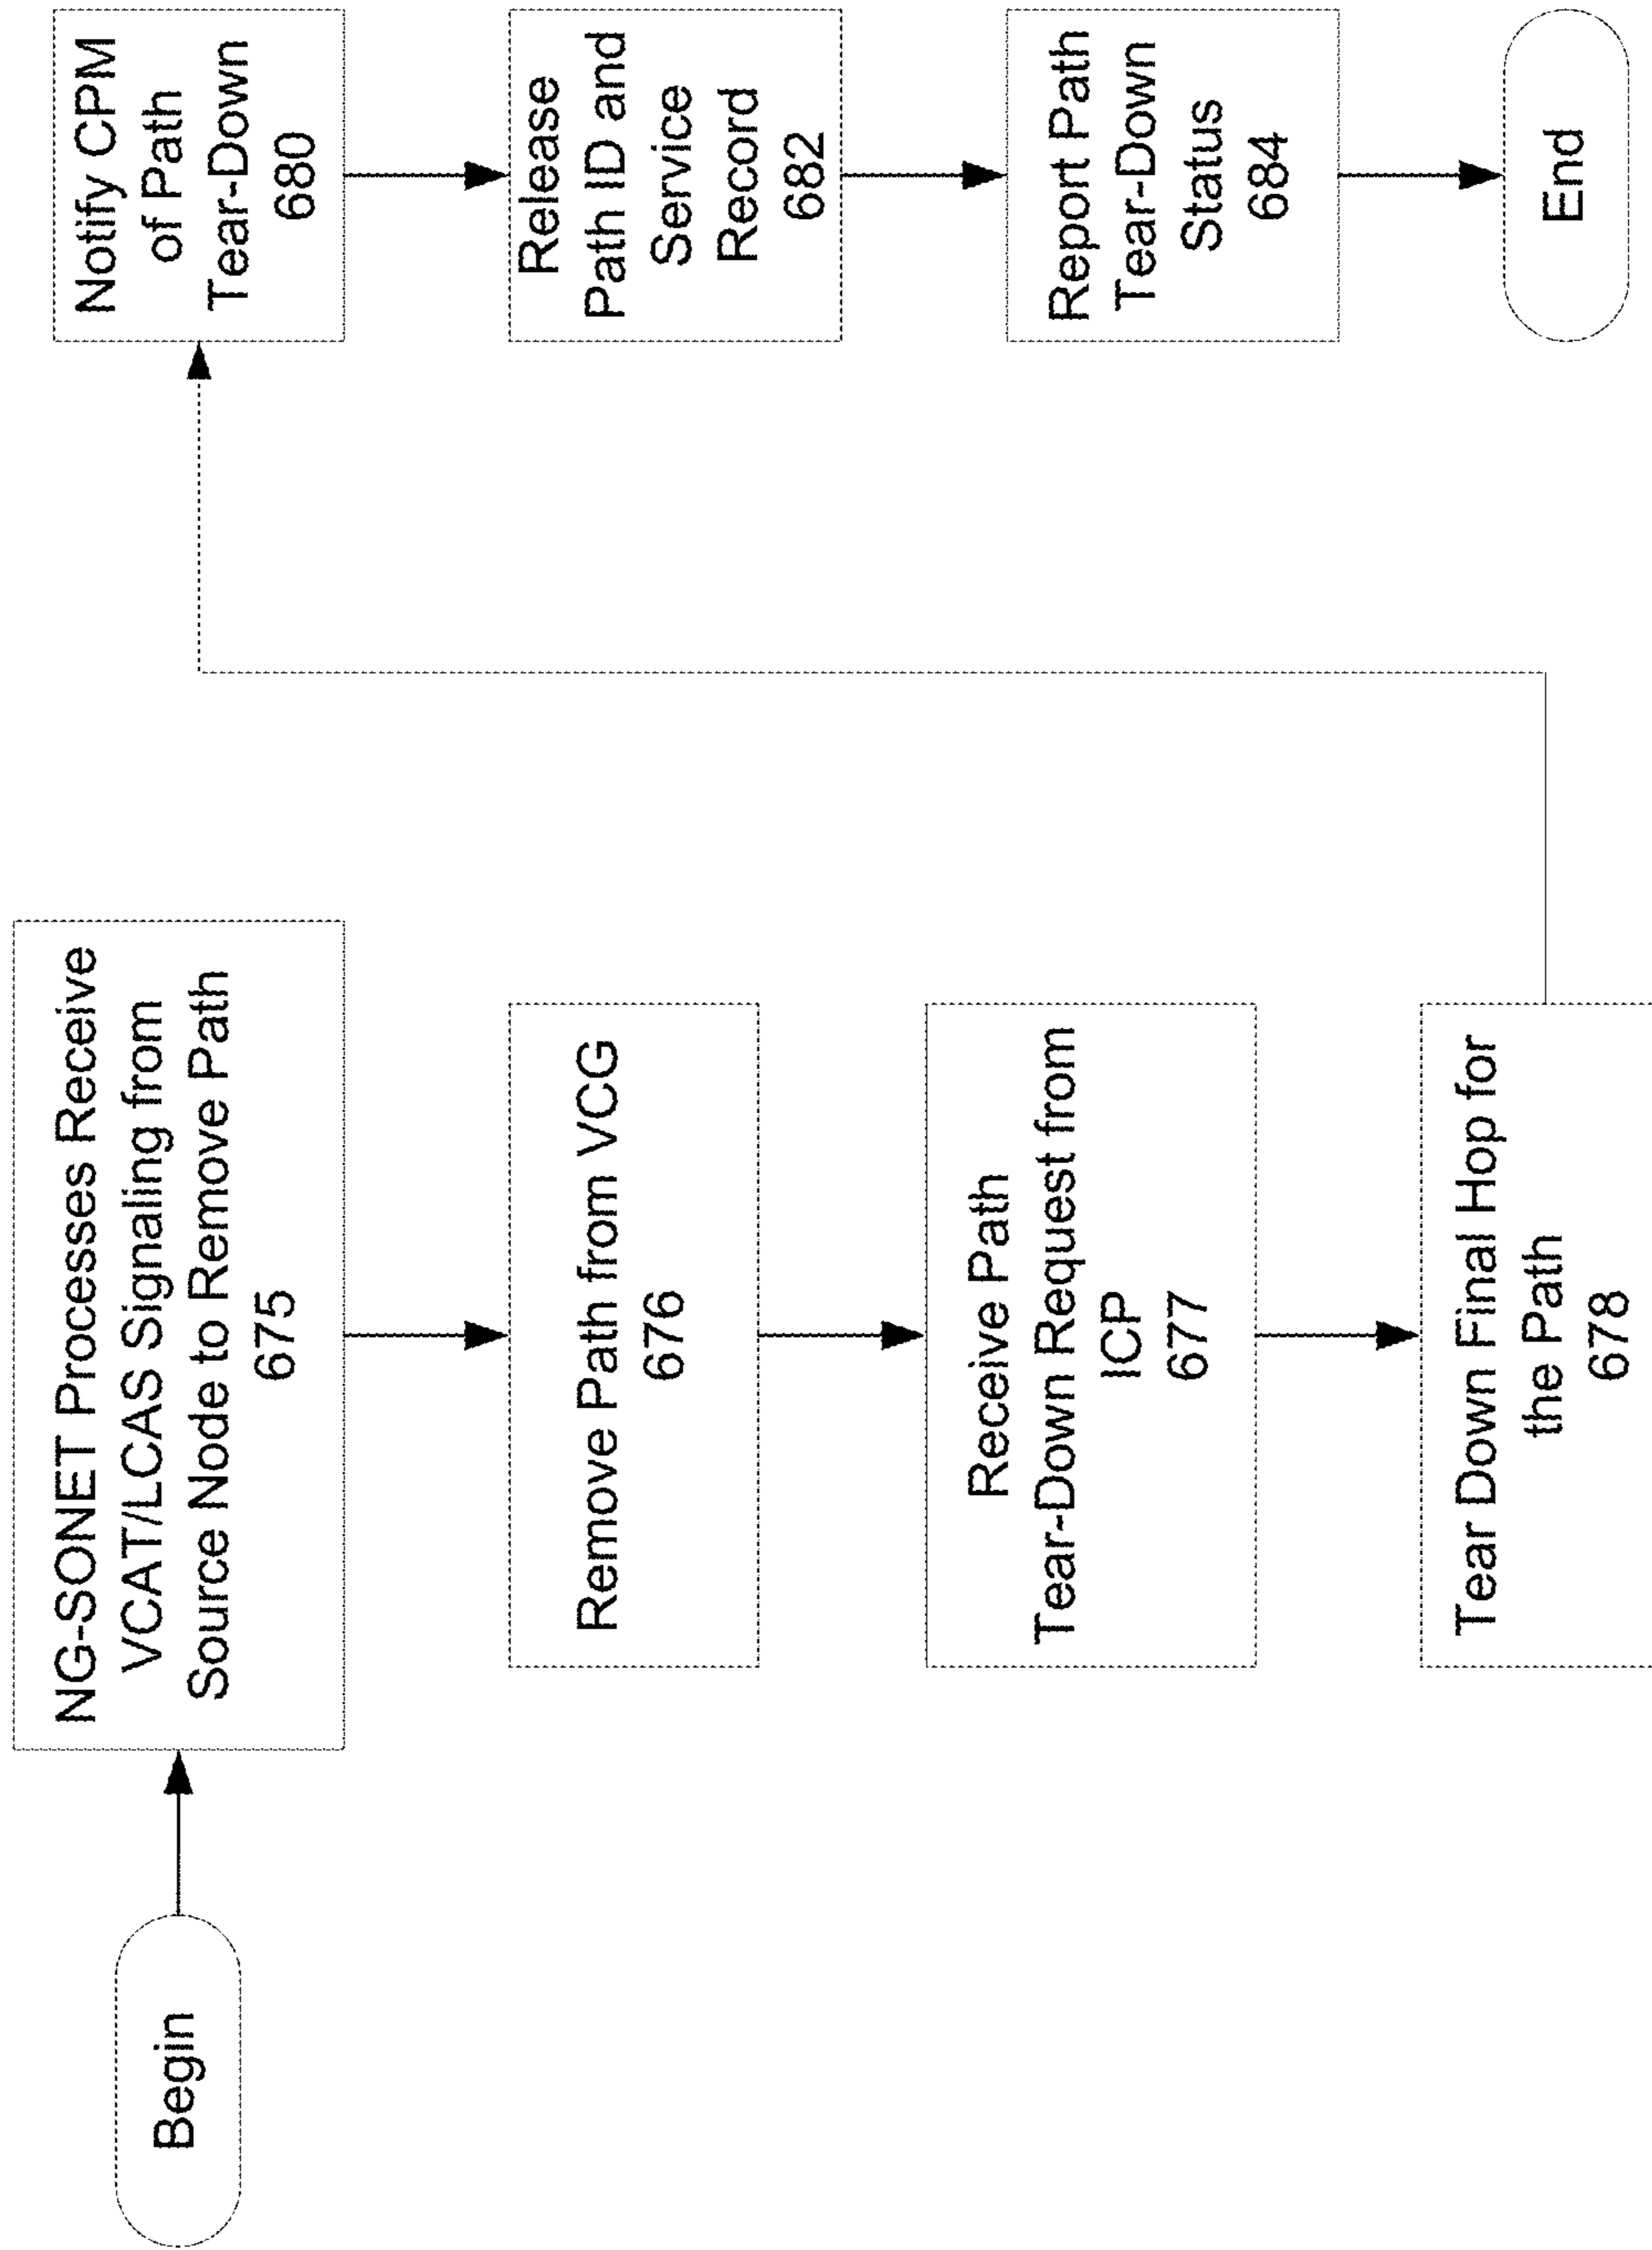 Begin
NG-SONET Processes Receive
VCAT/LCAS Signaling from
Source Node to Remove Path
675
Remove Path from VCG
676
Receive Path
Tear-Down Request from
ICP
677
Tear Down Final Hop for
the Path
678
Notify CPM
of Path
Tear-Down
680
Release
Path ID and
Service
Record
682
Report Path
Tear-Down
Status
684
End